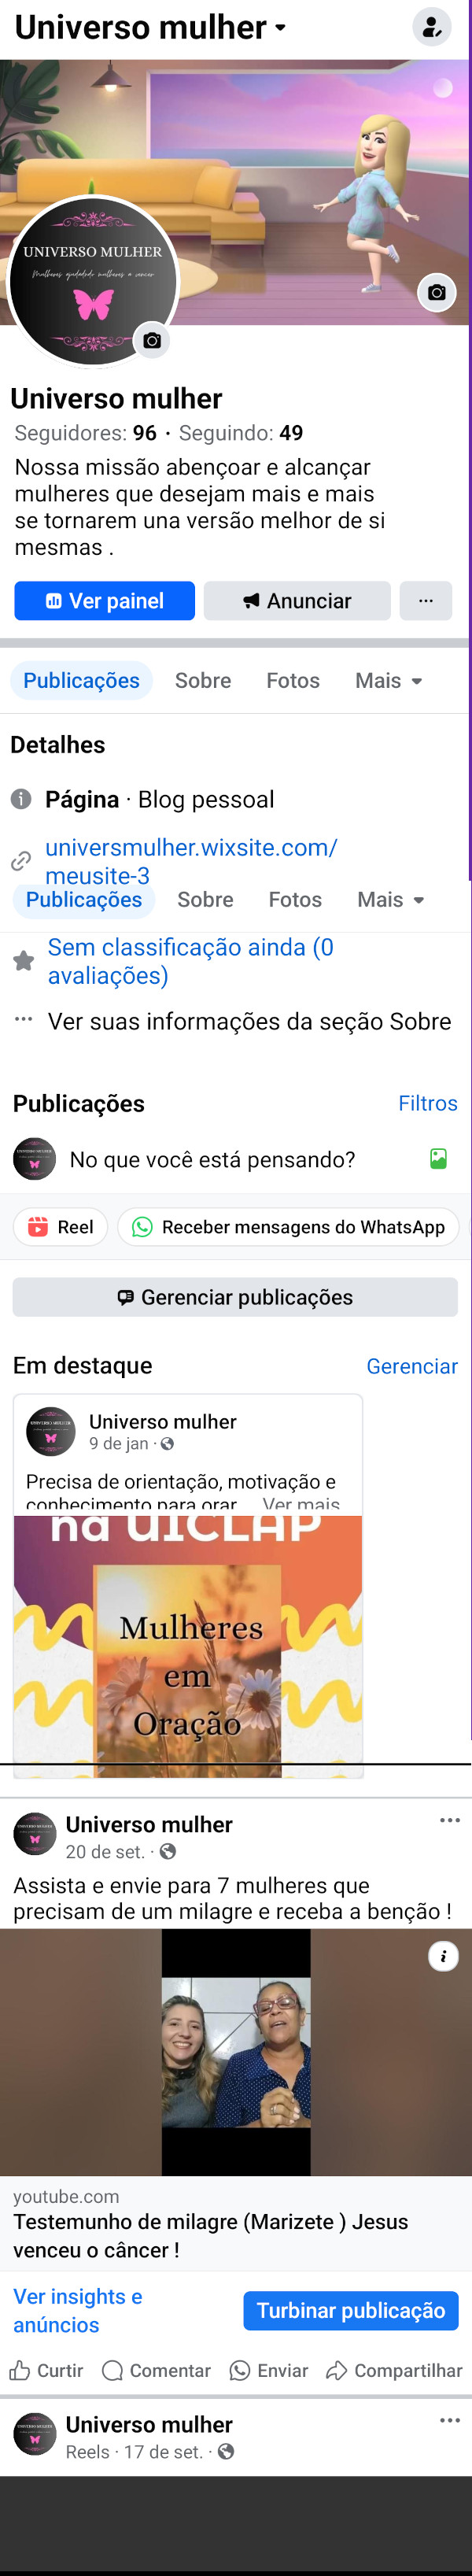 Universo mulher
UNIVERSO MULHER
Mulheres ajudando mulheres a vencer
Universo mulher
Seguidores: 96 · Seguindo: 49
Nossa missão abençoar e alcançar
mulheres que desejam mais e mais
se tornarem una versão melhor de si
mesmas .
Ver painel
Anunciar
Publicações Sobre Fotos Mais
Detalhes
Página · Blog pessoal
universmulher.wixsite.com/
meusite-3
Publicações Sobre Fotos Mais
Sem classificação ainda (0
avaliações)
Ver suas informações da seção Sobre
Publicações Filtros
No que você está pensando?
Reel Receber mensagens do WhatsApp
Gerenciar publicações
Em destaque Gerenciar
Universo mulher
9 de jan ·
Precisa de orientação, motivação e
conhecimento para orar ... Ver mais
na UICLAP
Mulheres
em
Oração
Universo mulher
20 de set. ·
Assista e envie para 7 mulheres que
precisam de um milagre e receba a benção !
youtube.com
Testemunho de milagre (Marizete ) Jesus
venceu o câncer !
Ver insights e
anúncios
Turbinar publicação
Curtir Comentar Enviar Compartilhar
Universo mulher
Reels · 17 de set. ·